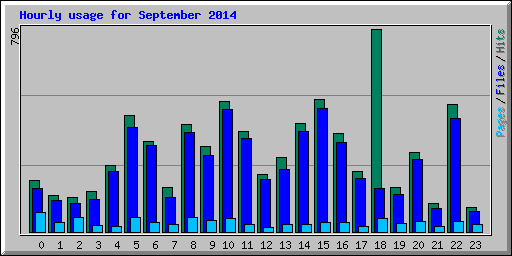 Hourly usage for September 2014
796
Pages / Files / Hits
0 1 2 3 4 5 6 7 8 9 10 11 12 13 14 15 16 17 18 19 20 21 22 23